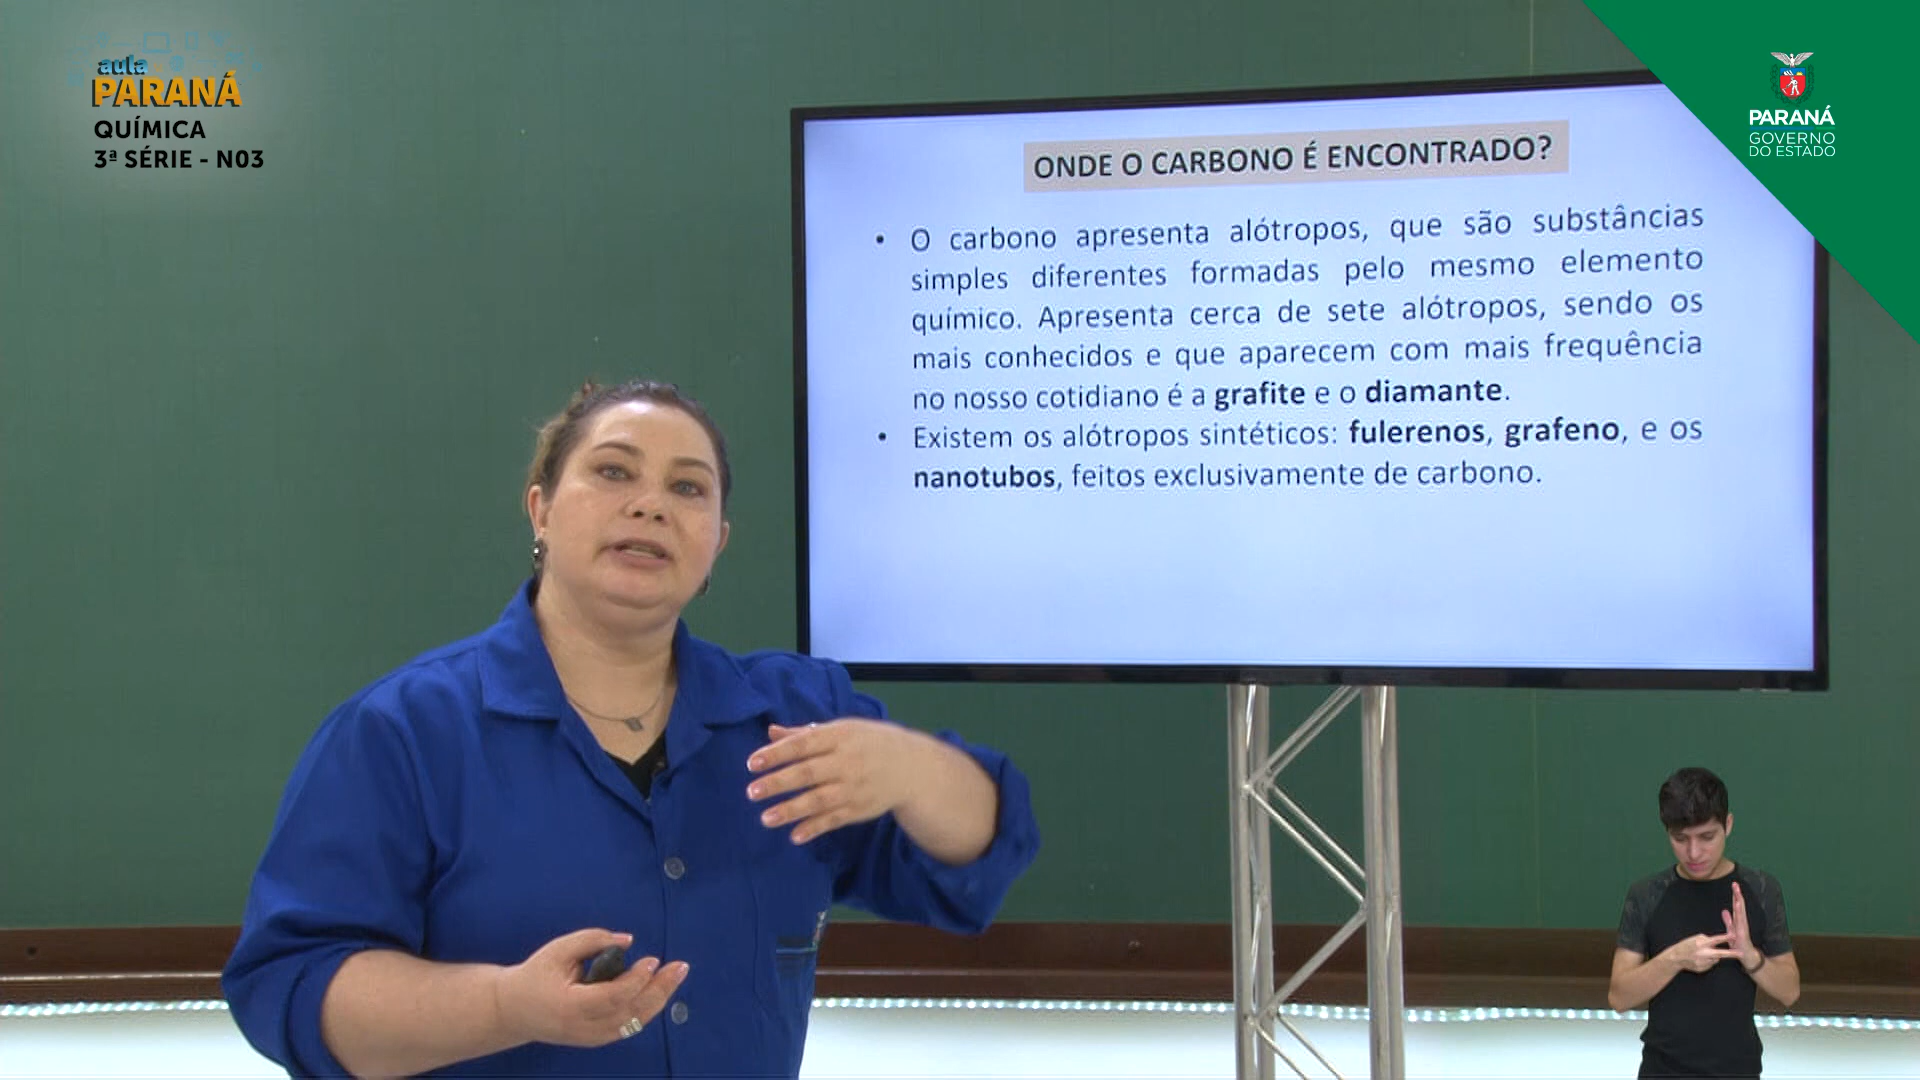 aula
PARANÁ
QUÍMICA
3ª SÉRIE - N03
PARANÁ
GOVERNO
DO ESTADO
ONDE O CARBONO É ENCONTRADO?
• O carbono apresenta alótropos, que são substâncias
simples diferentes formadas pelo mesmo elemento
químico. Apresenta cerca de sete alótropos, sendo os
mais conhecidos e que aparecem com mais frequência
no nosso cotidiano é a grafite e o diamante.
• Existem os alótropos sintéticos: fulerenos, grafeno, e os
nanotubos, feitos exclusivamente de carbono.